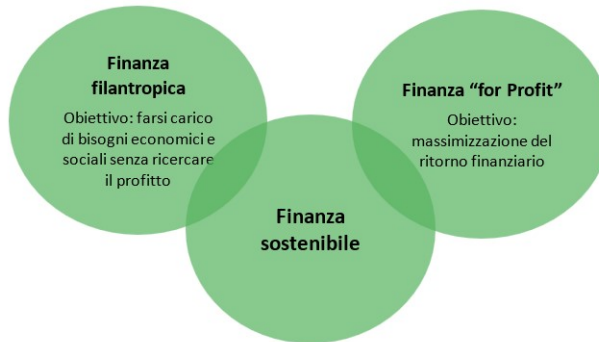 Finanza
filantropica
Obiettivo: farsi carico
di bisogni economici e
sociali senza ricercare
il profitto
Finanza “for Profit”
Obiettivo:
massimizzazione del
ritorno finanziario
Finanza
sostenibile